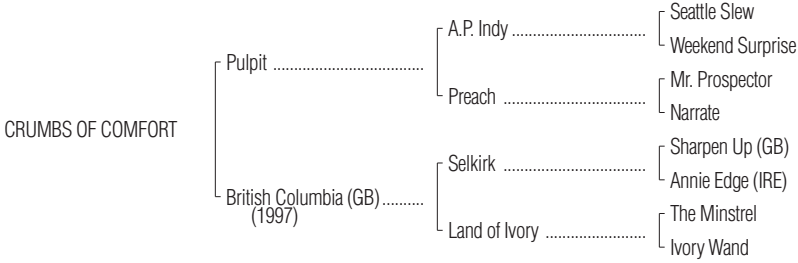 Seattle Slew
A.P. Indy
Weekend Surprise
Pulpit
Mr. Prospector
Preach
Narrate
CRUMBS OF COMFORT
Sharpen Up (GB)
Selkirk
Annie Edge (IRE)
British Columbia (GB)
(1997)
The Minstrel
Land of Ivory
Ivory Wand